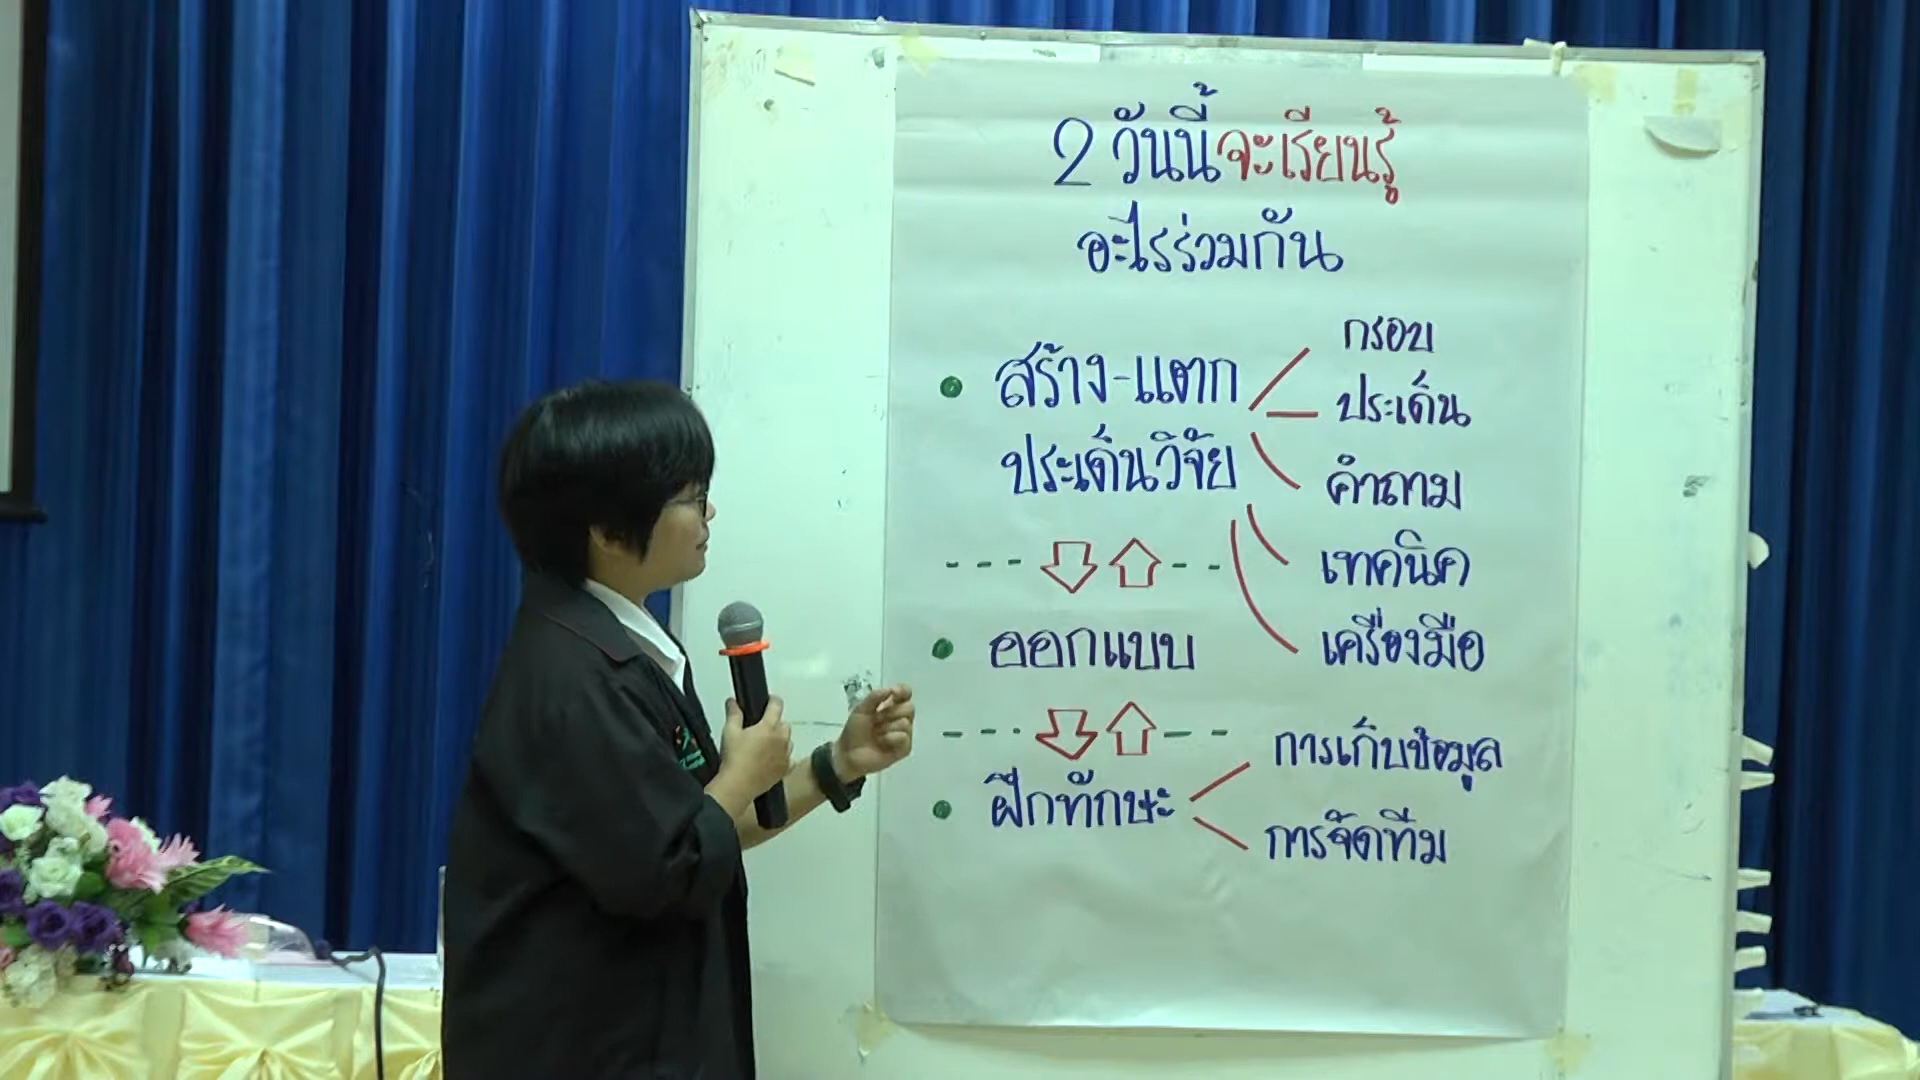 2 วันนี้จะเรียนรู้
อะไรร่วมกัน
• สร้าง-แตก
ประเด็นวิจัย
กรอบ
ประเด็น
คำถาม
เทคนิค
เครื่องมือ
• ออกแบบ
• ฝึกทักษะ
การเก็บข้อมูล
การจัดทีม